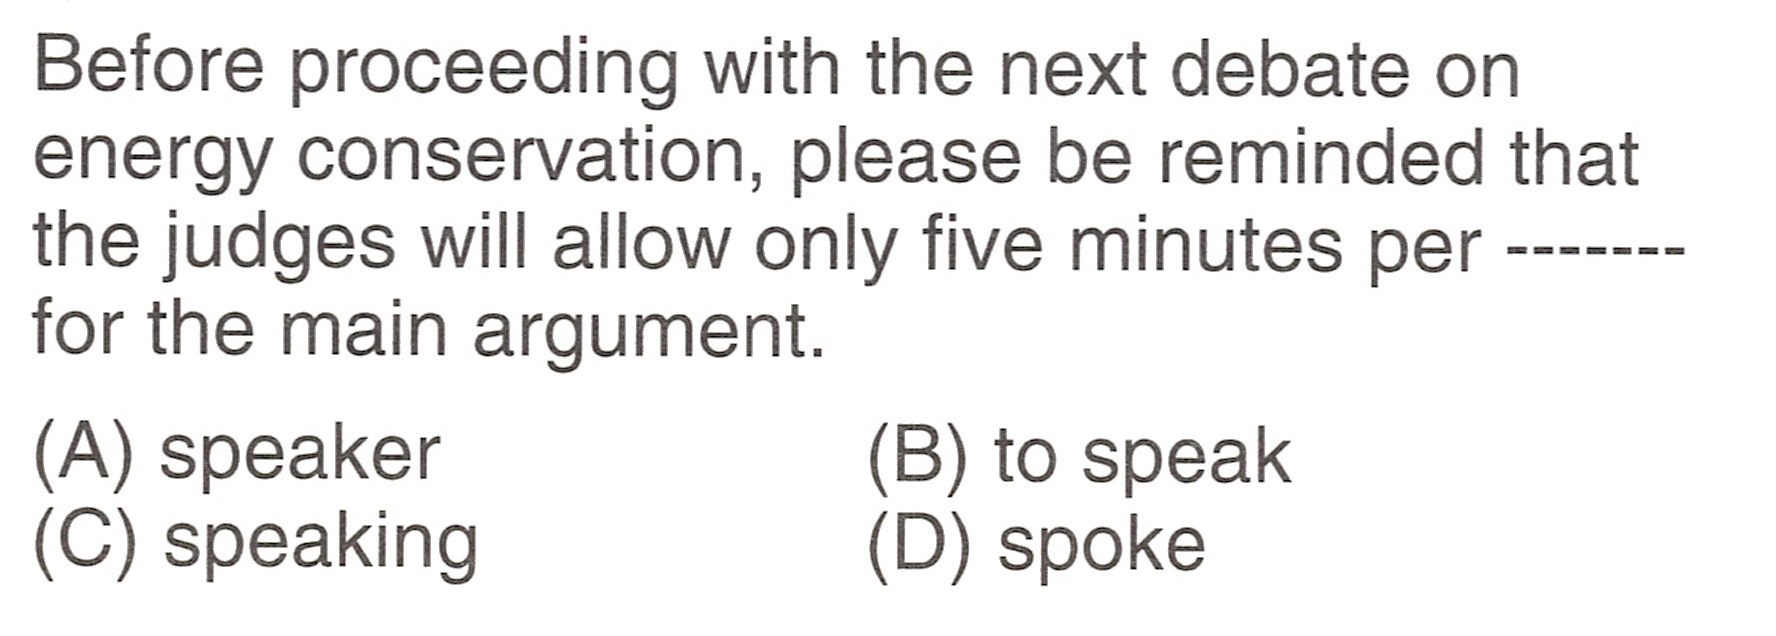 Before proceeding with the next debate on
energy conservation, please be reminded that
the judges will allow only five minutes per -------
for the main argument.
(A) speaker
(B) to speak
(C) speaking
(D) spoke